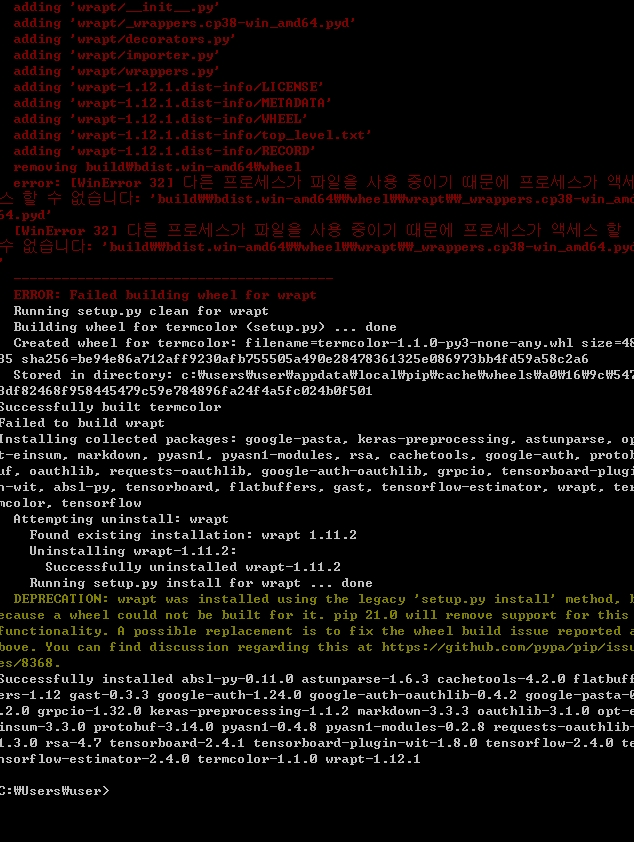 adding 'wrapt/__init__.py'
adding 'wrapt/_wrappers.cp38-win_amd64.pyd'
adding 'wrapt/decorators.py'
adding 'wrapt/importer.py'
adding 'wrapt/wrappers.py'
adding 'wrapt-1.12.1.dist-info/LICENSE'
adding 'wrapt-1.12.1.dist-info/METADATA'
adding 'wrapt-1.12.1.dist-info/WHEEL'
adding 'wrapt-1.12.1.dist-info/top_level.txt'
adding 'wrapt-1.12.1.dist-info/RECORD'
removing build₩bdist.win-amd64₩wheel
error: [WinError 32] 다른 프로세스가 파일을 사용 중이기 때문에 프로세스가 액세
스 할 수 없습니다: 'build₩₩bdist.win-amd64₩₩wheel₩₩wrapt₩₩_wrappers.cp38-win_amd
64.pyd'
[WinError 32] 다른 프로세스가 파일을 사용 중이기 때문에 프로세스가 액세스 할
수 없습니다: 'build₩₩bdist.win-amd64₩₩wheel₩₩wrapt₩₩_wrappers.cp38-win_amd64.pyd
'
----------------------------------------
ERROR: Failed building wheel for wrapt
Running setup.py clean for wrapt
Building wheel for termcolor (setup.py) ... done
Created wheel for termcolor: filename=termcolor-1.1.0-py3-none-any.whl size=48
35 sha256=be94e86a712aff9230afb755505a490e28478361325e086973bb4fd59a58c2a6
Stored in directory: c:₩users₩user₩appdata₩local₩pip₩cache₩wheels₩a0₩16₩9c₩547
3df82468f958445479c59e784896fa24f4a5fc024b0f501
Successfully built termcolor
Failed to build wrapt
Installing collected packages: google-pasta, keras-preprocessing, astunparse, op
t-einsum, markdown, pyasn1, pyasn1-modules, rsa, cachetools, google-auth, protob
uf, oauthlib, requests-oauthlib, google-auth-oauthlib, grpcio, tensorboard-plugi
n-wit, absl-py, tensorboard, flatbuffers, gast, tensorflow-estimator, wrapt, ter
mcolor, tensorflow
Attempting uninstall: wrapt
Found existing installation: wrapt 1.11.2
Uninstalling wrapt-1.11.2:
Successfully uninstalled wrapt-1.11.2
Running setup.py install for wrapt ... done
DEPRECATION: wrapt was installed using the legacy 'setup.py install' method, b
ecause a wheel could not be built for it. pip 21.0 will remove support for this
functionality. A possible replacement is to fix the wheel build issue reported a
bove. You can find discussion regarding this at https://github.com/pypa/pip/issu
es/8368.
Successfully installed absl-py-0.11.0 astunparse-1.6.3 cachetools-4.2.0 flatbuff
ers-1.12 gast-0.3.3 google-auth-1.24.0 google-auth-oauthlib-0.4.2 google-pasta-0
.2.0 grpcio-1.32.0 keras-preprocessing-1.1.2 markdown-3.3.3 oauthlib-3.1.0 opt-e
insum-3.3.0 protobuf-3.14.0 pyasn1-0.4.8 pyasn1-modules-0.2.8 requests-oauthlib-
1.3.0 rsa-4.7 tensorboard-2.4.1 tensorboard-plugin-wit-1.8.0 tensorflow-2.4.0 te
nsorflow-estimator-2.4.0 termcolor-1.1.0 wrapt-1.12.1
C:₩Users₩user>